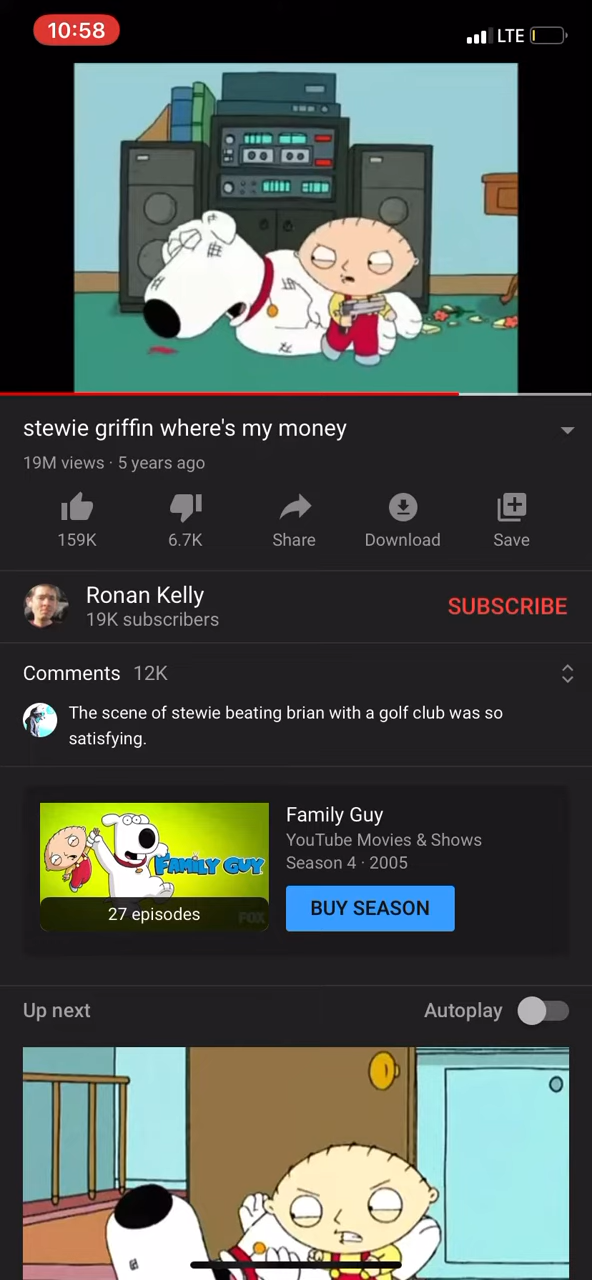 10:58
LTE
stewie griffin where's my money
19M views · 5 years ago
159K
6.7K
Share
Download
Save
Ronan Kelly
19K subscribers
SUBSCRIBE
Comments 12K
The scene of stewie beating brian with a golf club was so
satisfying.
FAMILY GUY
27 episodes
FOX
Family Guy
YouTube Movies & Shows
Season 4 · 2005
BUY SEASON
Up next
Autoplay